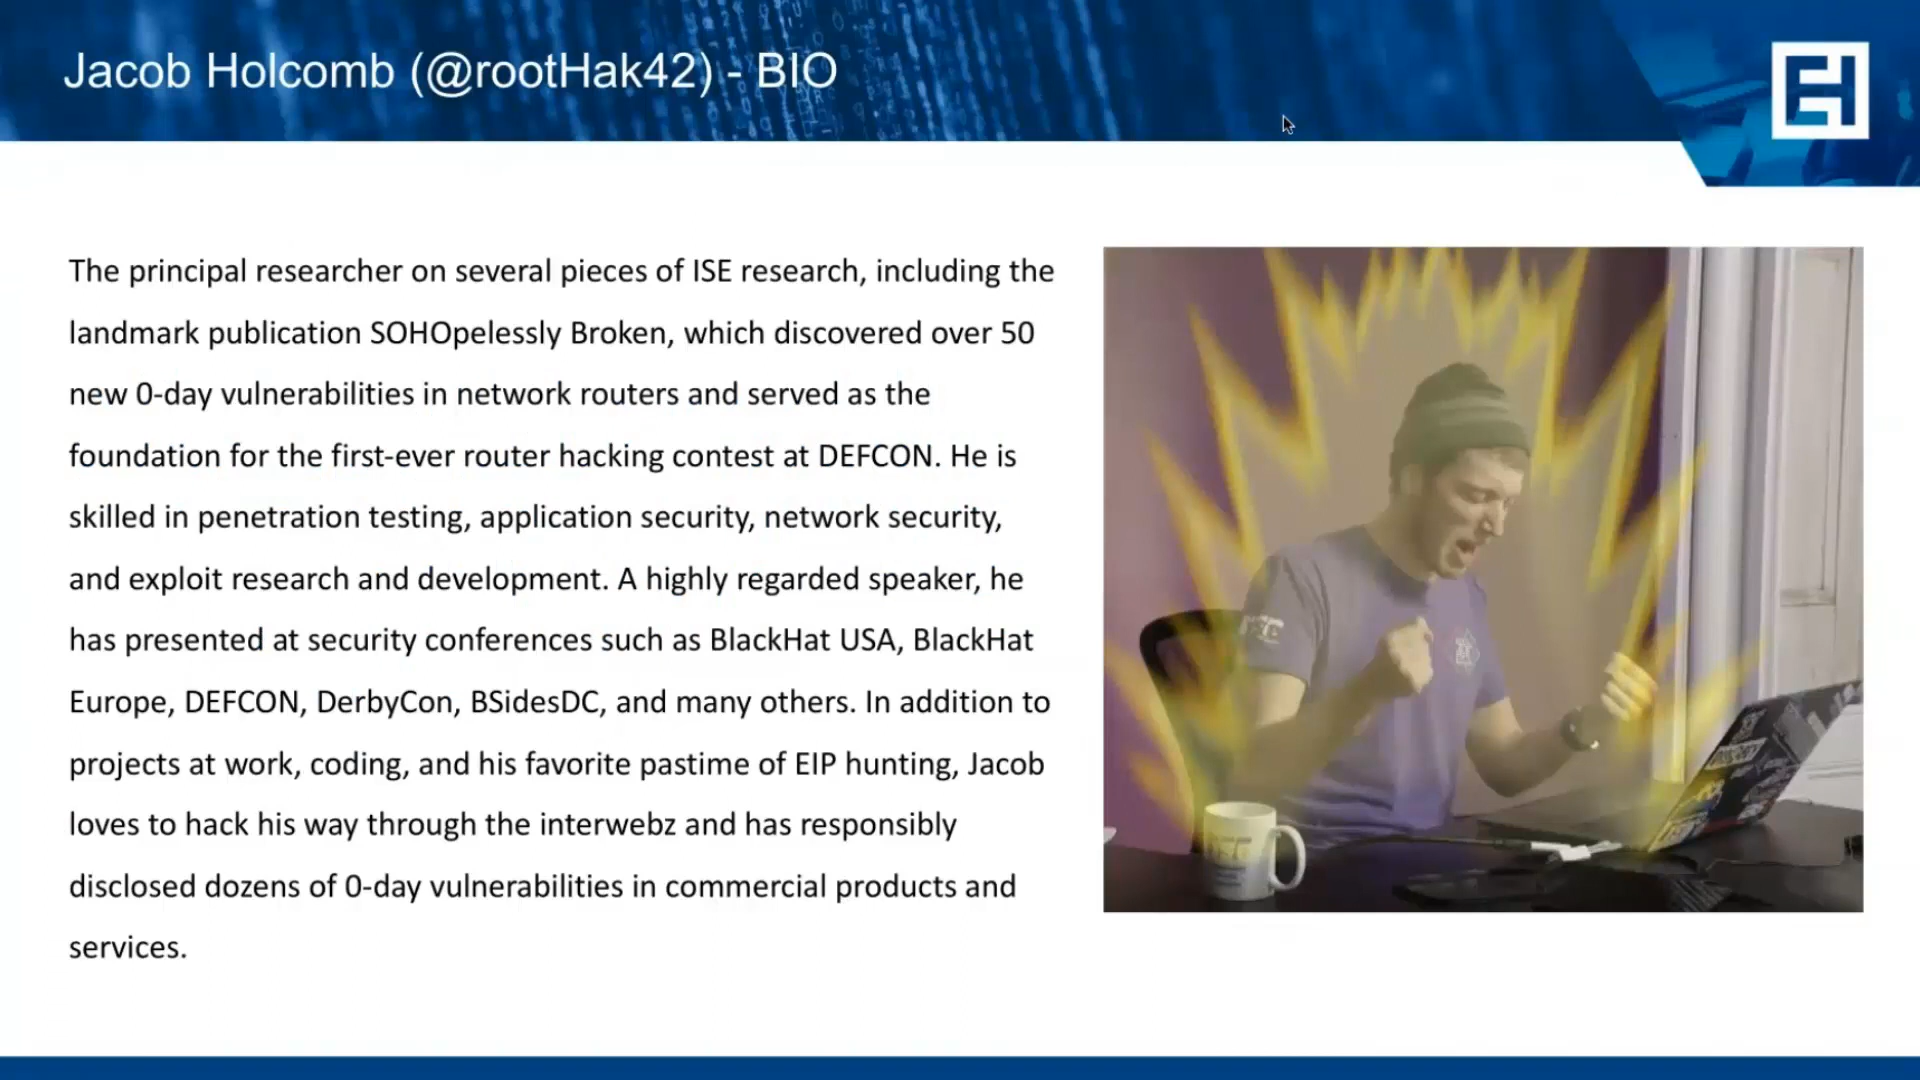 Jacob Holcomb (@rootHak42) - BIO
The principal researcher on several pieces of ISE research, including the
landmark publication SOHOpelessly Broken, which discovered over 50
new 0-day vulnerabilities in network routers and served as the
foundation for the first-ever router hacking contest at DEFCON. He is
skilled in penetration testing, application security, network security,
and exploit research and development. A highly regarded speaker, he
has presented at security conferences such as BlackHat USA, BlackHat
Europe, DEFCON, DerbyCon, BSidesDC, and many others. In addition to
projects at work, coding, and his favorite pastime of EIP hunting, Jacob
loves to hack his way through the interwebz and has responsibly
disclosed dozens of 0-day vulnerabilities in commercial products and
services.